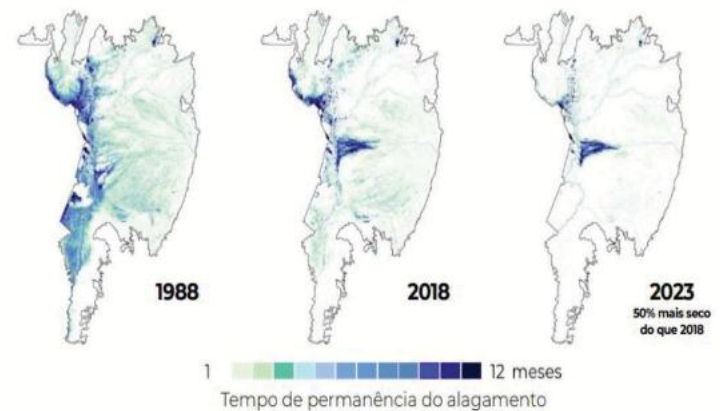 1988
2018
2023
50% mais seco
do que 2018
1 12 meses
Tempo de permanência do alagamento